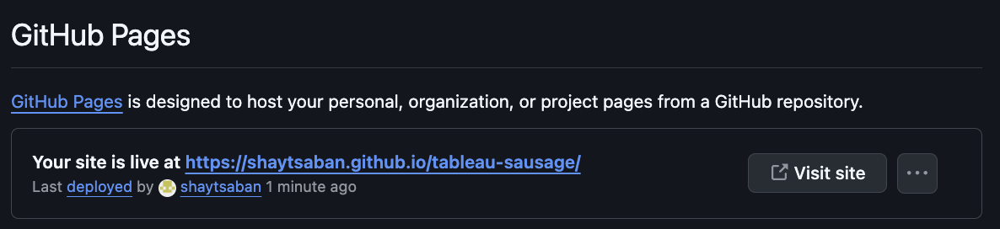 GitHub Pages
GitHub Pages is designed to host your personal, organization, or project pages from a GitHub repository.
Your site is live at https://shaytsaban.github.io/tableau-sausage/
Last deployed by shaytsaban 1 minute ago
Visit site